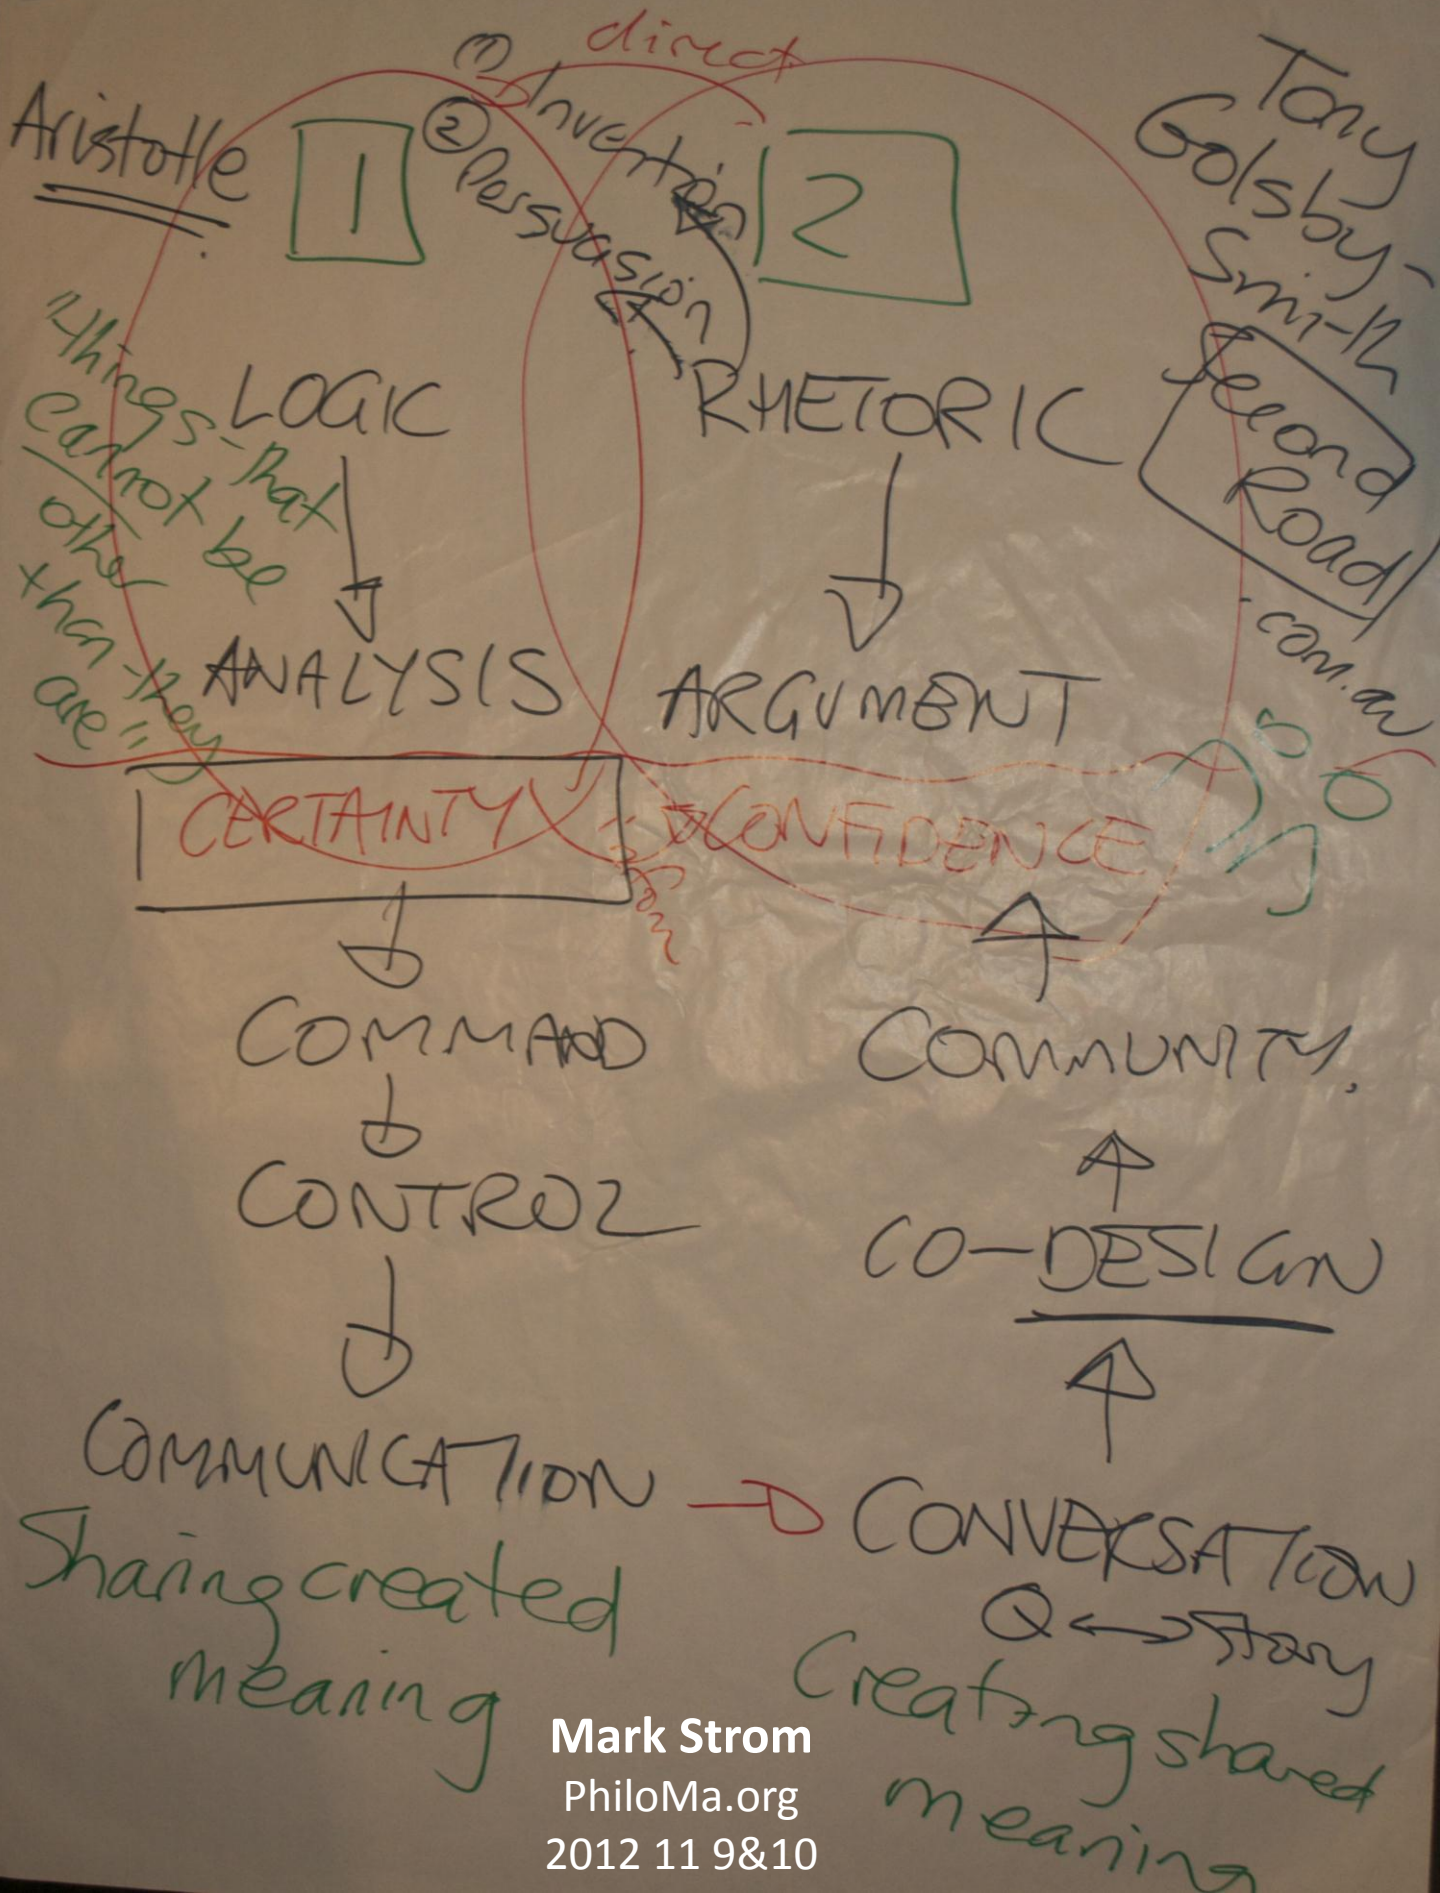 direct
Aristotle
1
(1) Invention
(2) Persuasion
2
Tony
Golsby-
Smith
Second
Road
.com.au
"things that
cannot be
other
than they
are"
LOGIC
RHETORIC
ANALYSIS
ARGUMENT
CERTAINTY
CONFIDENCE
COMMAND
COMMUNITY.
CONTROL
CO-DESIGN
COMMUNICATION
CONVERSATION
Q ↔ Story
Sharing created
meaning
Creating shared
meaning
Mark Strom
PhiloMa.org
2012 11 9&10